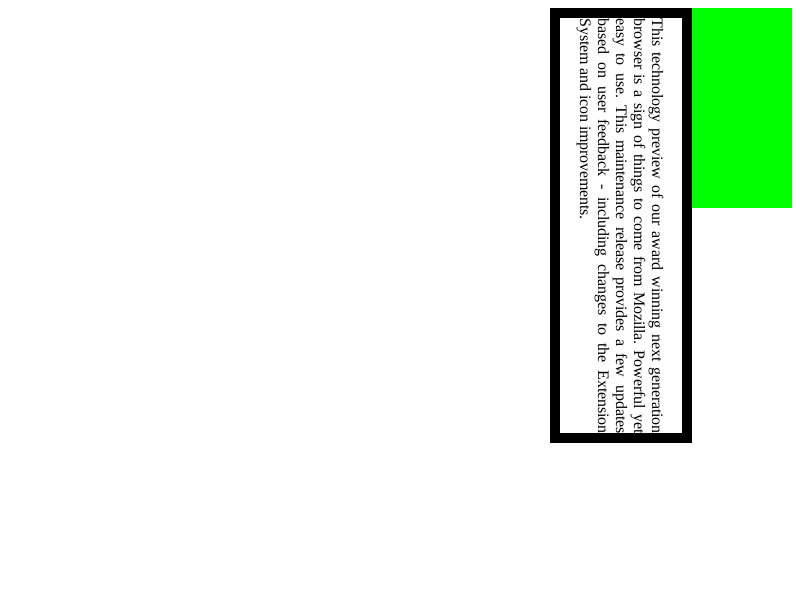 This technology preview of our award winning next generation
browser is a sign of things to come from Mozilla. Powerful yet
easy to use. This maintenance release provides a few updates
based on user feedback - including changes to the Extension
System and icon improvements.